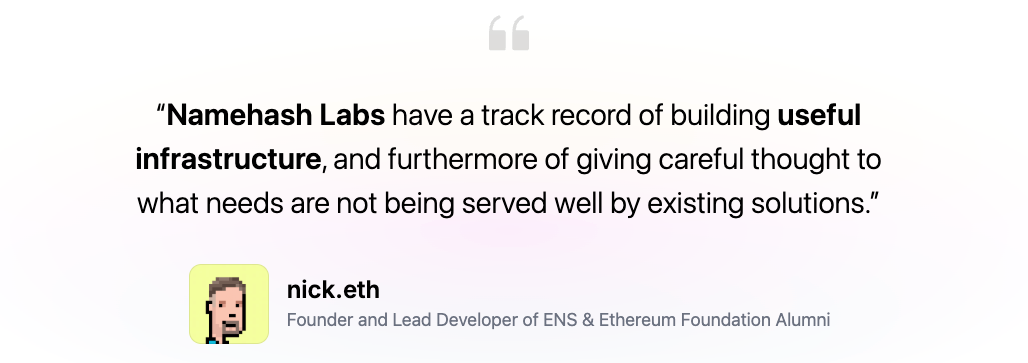 “Namehash Labs have a track record of building useful
infrastructure, and furthermore of giving careful thought to
what needs are not being served well by existing solutions.”
nick.eth
Founder and Lead Developer of ENS & Ethereum Foundation Alumni